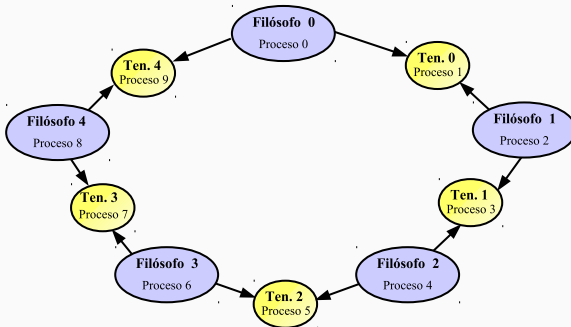 Filósofo 0
Proceso 0
Ten. 4
Proceso 9
Ten. 0
Proceso 1
Filósofo 4
Proceso 8
Filósofo 1
Proceso 2
Ten. 3
Proceso 7
Ten. 1
Proceso 3
Filósofo 3
Proceso 6
Filósofo 2
Proceso 4
Ten. 2
Proceso 5